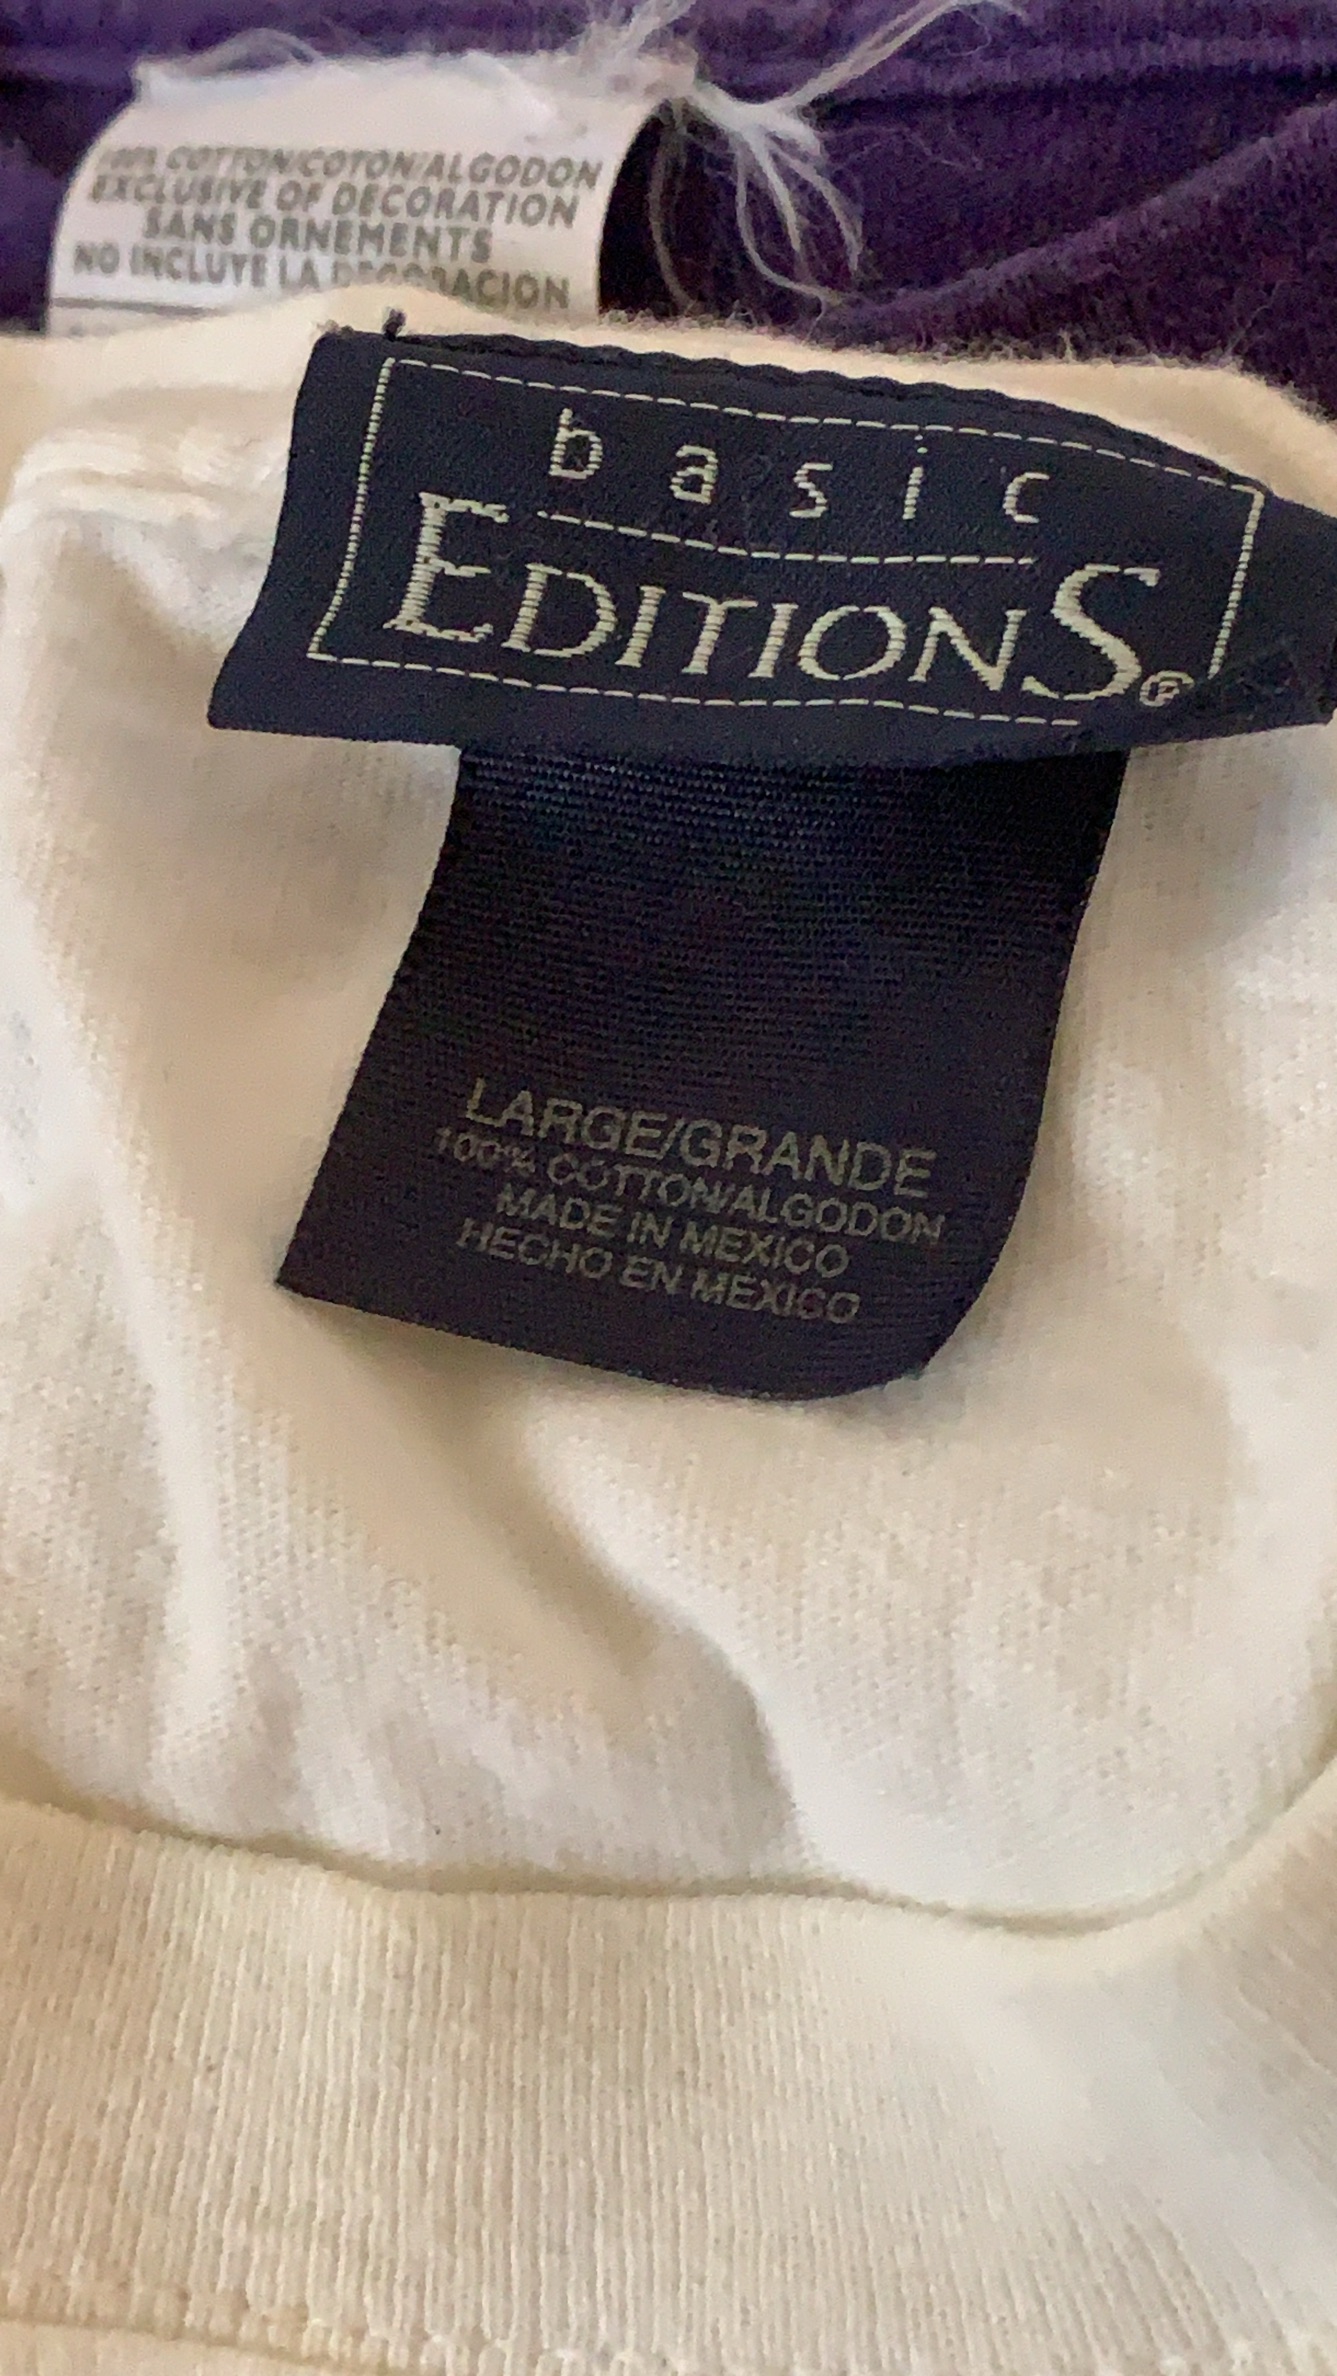 100% COTTON/COTON/ALGODON
EXCLUSIVE OF DECORATION
SANS ORNEMENTS
NO INCLUYE LA DECORACION
basic
EDITIONS®
LARGE/GRANDE
100% COTTON/ALGODON
MADE IN MEXICO
HECHO EN MEXICO